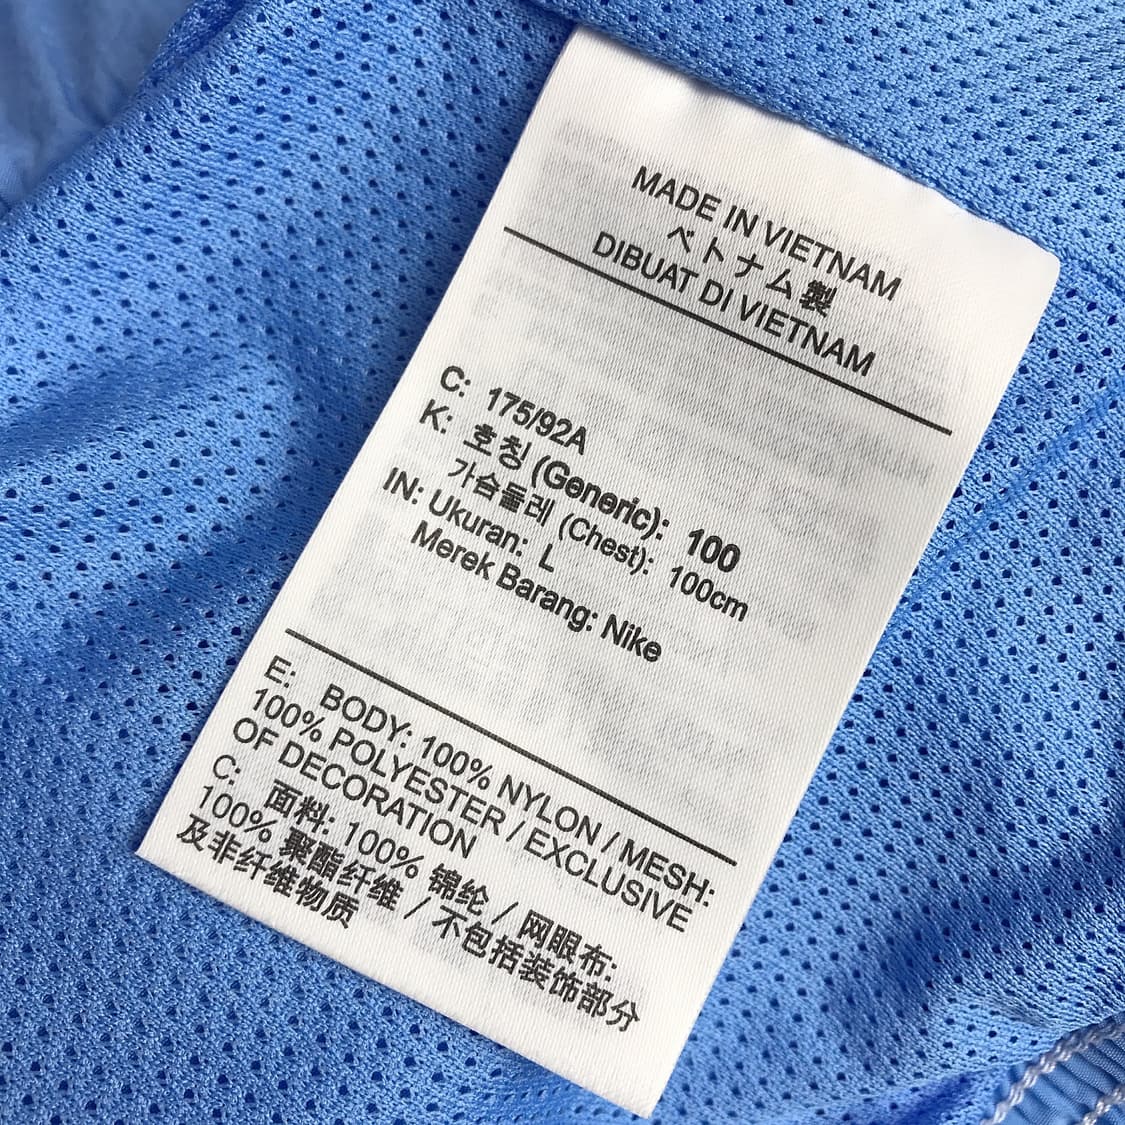 MADE IN VIETNAM
ベトナム製
DIBUAT DI VIETNAM
C: 175/92A
K: 호칭 (Generic): 100
가슴둘레 (Chest): 100cm
IN: Ukuran: L
Merek Barang: Nike
E: BODY: 100% NYLON / MESH:
100% POLYESTER / EXCLUSIVE
OF DECORATION
C: 面料: 100% 锦纶 / 网眼布:
100% 聚酯纤维 / 不包括装饰部分
及非纤维物质